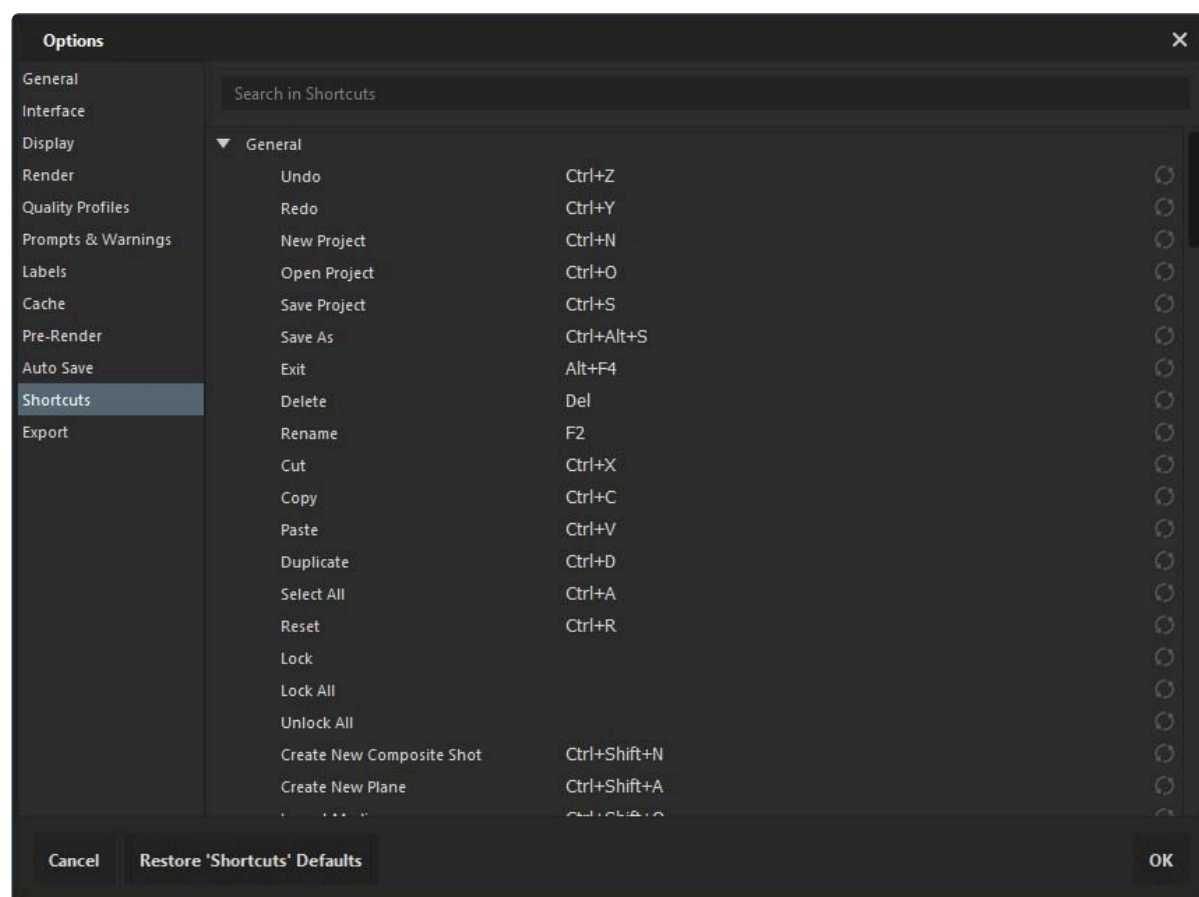 Options
General
Interface
Display
Render
Quality Profiles
Prompts & Warnings
Labels
Cache
Pre-Render
Auto Save
Shortcuts
Export
Search in Shortcuts
General
Undo Ctrl+Z
Redo Ctrl+Y
New Project Ctrl+N
Open Project Ctrl+O
Save Project Ctrl+S
Save As Ctrl+Alt+S
Exit Alt+F4
Delete Del
Rename F2
Cut Ctrl+X
Copy Ctrl+C
Paste Ctrl+V
Duplicate Ctrl+D
Select All Ctrl+A
Reset Ctrl+R
Lock
Lock All
Unlock All
Create New Composite Shot Ctrl+Shift+N
Create New Plane Ctrl+Shift+A
Cancel
Restore 'Shortcuts' Defaults
OK